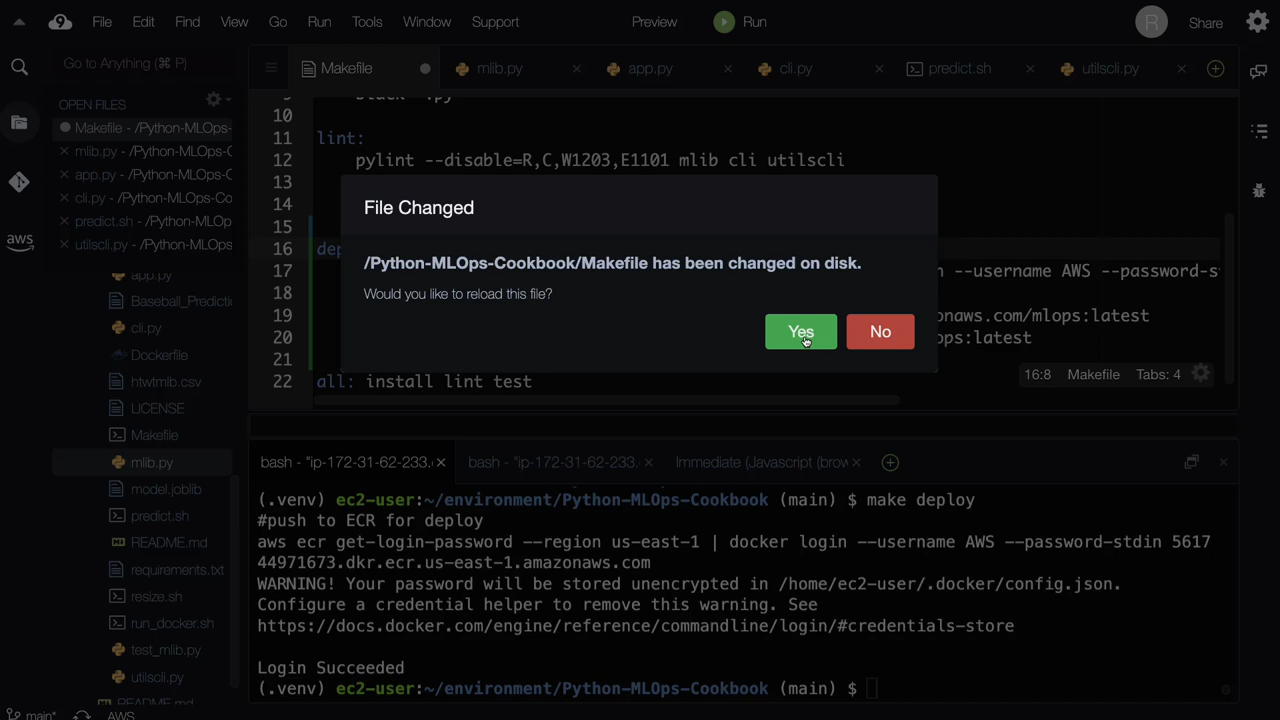 File Edit Find View Go Run Tools Window Support Preview Run R Share
Go to Anything (⌘ P)
Makefile mlib.py app.py cli.py predict.sh utilscli.py
OPEN FILES
Makefile - /Python-MLOps-
mlib.py - /Python-MLOps-C
app.py - /Python-MLOps-C
cli.py - /Python-MLOps-Co
predict.sh - /Python-MLOp
utilscli.py - /Python-MLOps
app.py
Baseball_Predictic
cli.py
Dockerfile
htwtmlb.csv
LICENSE
Makefile
mlib.py
model.joblib
predict.sh
README.md
requirements.txt
resize.sh
run_docker.sh
test_mlib.py
utilscli.py
README.md
10
11 lint:
12 pylint --disable=R,C,W1203,E1101 mlib cli utilscli
13
14
15
16 dep
17 --username AWS --password-st
18
19 onaws.com/mlops:latest
20 ops:latest
21
22 all: install lint test
File Changed
/Python-MLOps-Cookbook/Makefile has been changed on disk.
Would you like to reload this file?
Yes No
16:8 Makefile Tabs: 4
bash - "ip-172-31-62-233. bash - "ip-172-31-62-233. Immediate (Javascript (brow
(.venv) ec2-user:~/environment/Python-MLOps-Cookbook (main) $ make deploy
#push to ECR for deploy
aws ecr get-login-password --region us-east-1 | docker login --username AWS --password-stdin 5617
44971673.dkr.ecr.us-east-1.amazonaws.com
WARNING! Your password will be stored unencrypted in /home/ec2-user/.docker/config.json.
Configure a credential helper to remove this warning. See
https://docs.docker.com/engine/reference/commandline/login/#credentials-store
Login Succeeded
(.venv) ec2-user:~/environment/Python-MLOps-Cookbook (main) $
main* AWS